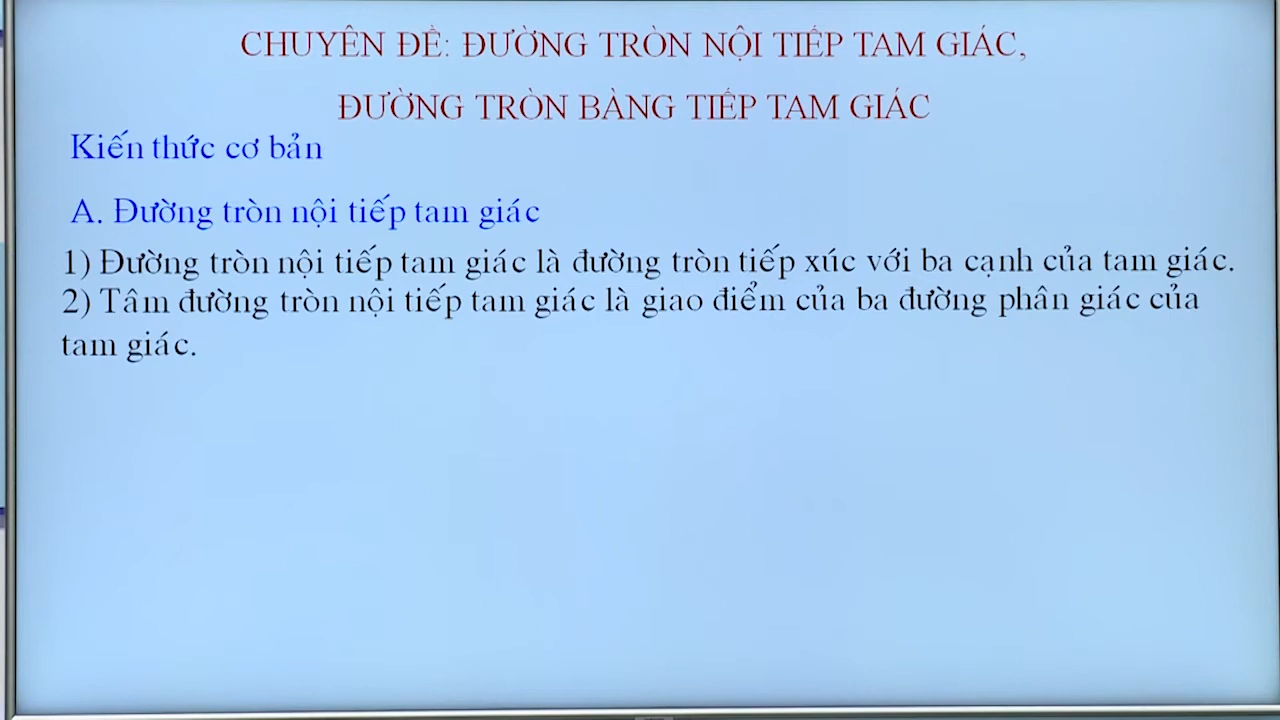 CHUYÊN ĐỀ: ĐƯỜNG TRÒN NỘI TIẾP TAM GIÁC,
ĐƯỜNG TRÒN BÀNG TIẾP TAM GIÁC
Kiến thức cơ bản
A. Đường tròn nội tiếp tam giác
1) Đường tròn nội tiếp tam giác là đường tròn tiếp xúc với ba cạnh của tam giác.
2) Tâm đường tròn nội tiếp tam giác là giao điểm của ba đường phân giác của
tam giác.